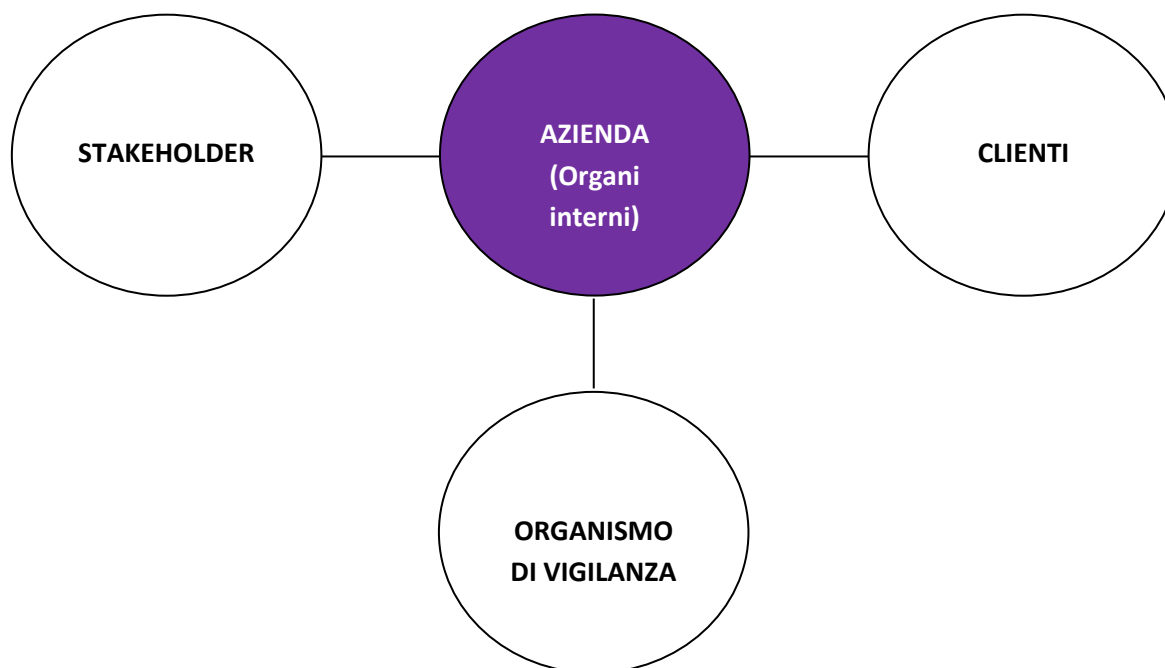 STAKEHOLDER
AZIENDA
(Organi
interni)
CLIENTI
ORGANISMO
DI VIGILANZA